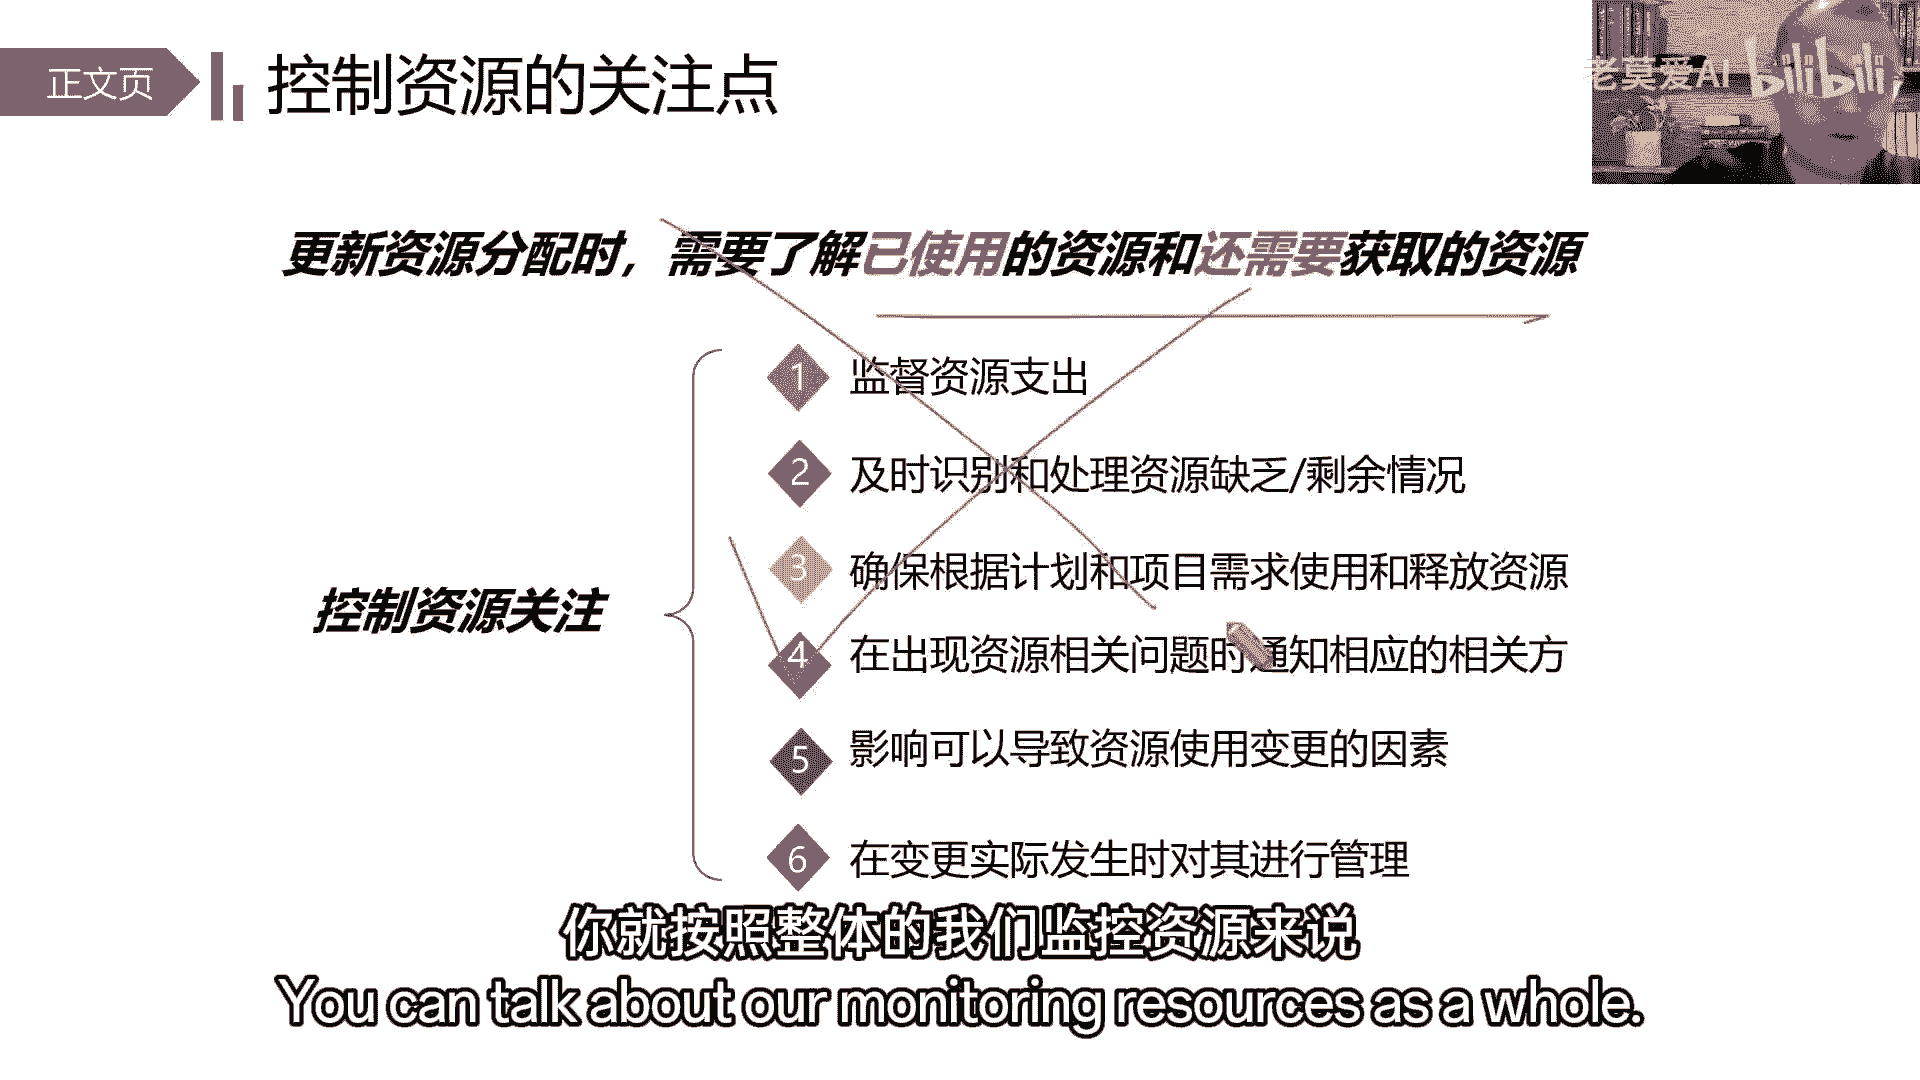 正文页
控制资源的关注点
老莫爱AI bilibili
更新资源分配时，需要了解已使用的资源和还需要获取的资源
控制资源关注
1 监督资源支出
2 及时识别和处理资源缺乏/剩余情况
3 确保根据计划和项目需求使用和释放资源
4 在出现资源相关问题时通知相应的相关方
5 影响可以导致资源使用变更的因素
6 在变更实际发生时对其进行管理
你就按照整体的我们监控资源来说
You can talk about our monitoring resources as a whole.